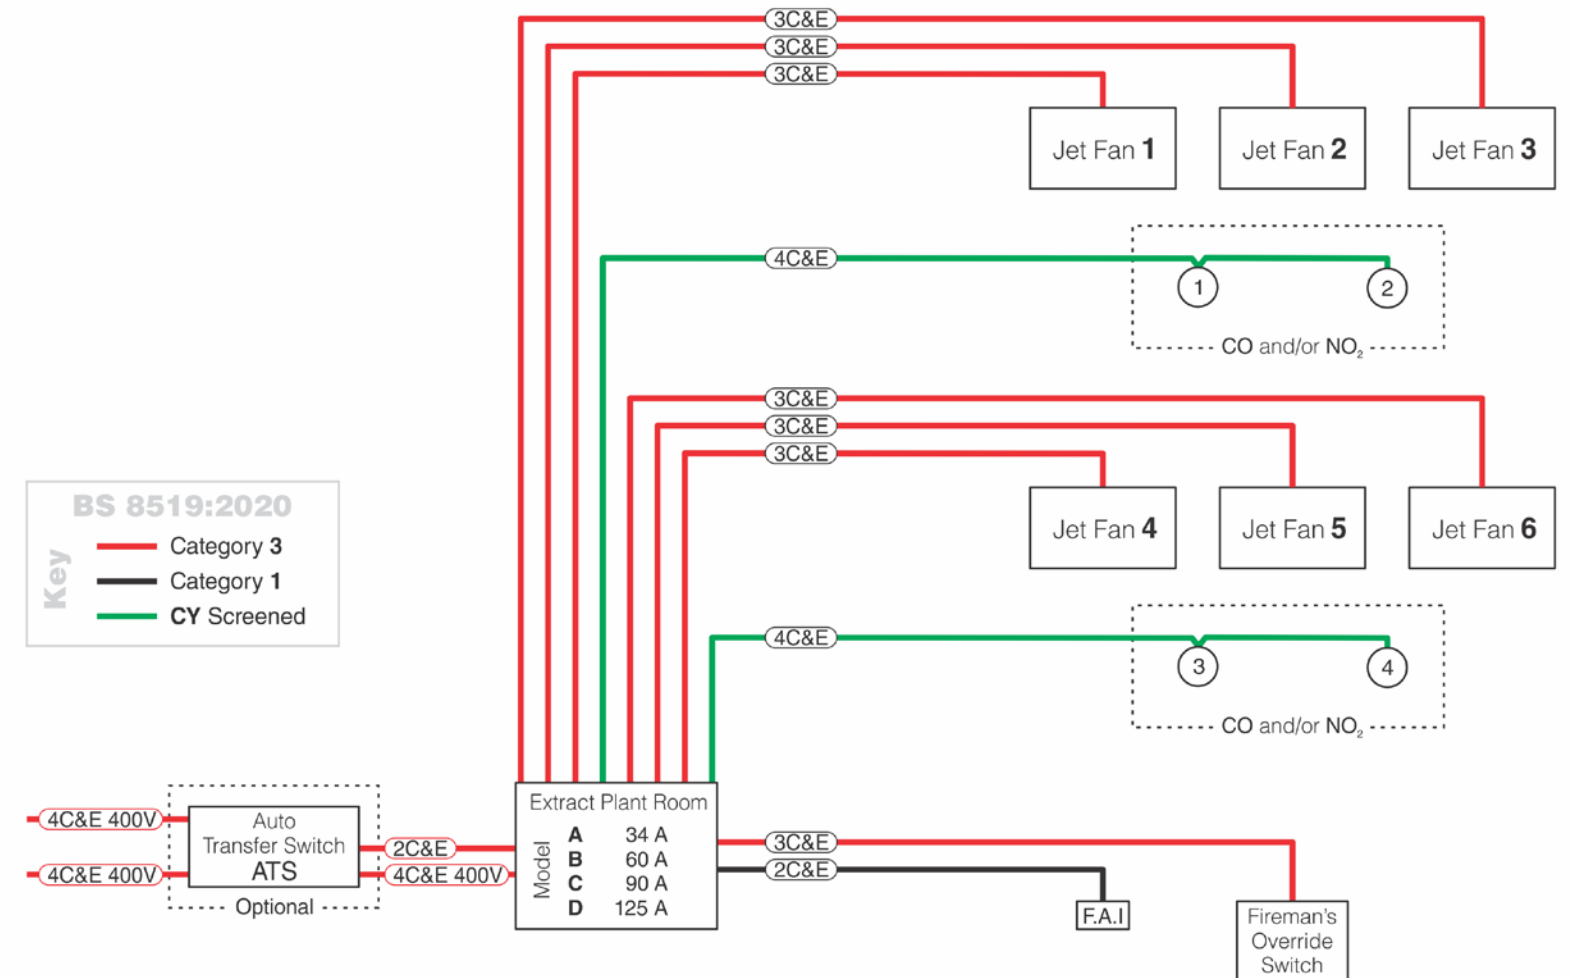 3C&E
3C&E
3C&E
Jet Fan 1
Jet Fan 2
Jet Fan 3
4C&E
1
2
CO and/or NO₂
3C&E
3C&E
3C&E
Jet Fan 4
Jet Fan 5
Jet Fan 6
BS 8519:2020
Key
Category 3
Category 1
CY Screened
4C&E
3
4
CO and/or NO₂
4C&E 400V
4C&E 400V
Auto
Transfer Switch
ATS
Optional
2C&E
4C&E 400V
Extract Plant Room
Model
A 34 A
B 60 A
C 90 A
D 125 A
3C&E
2C&E
F.A.I
Fireman's
Override
Switch